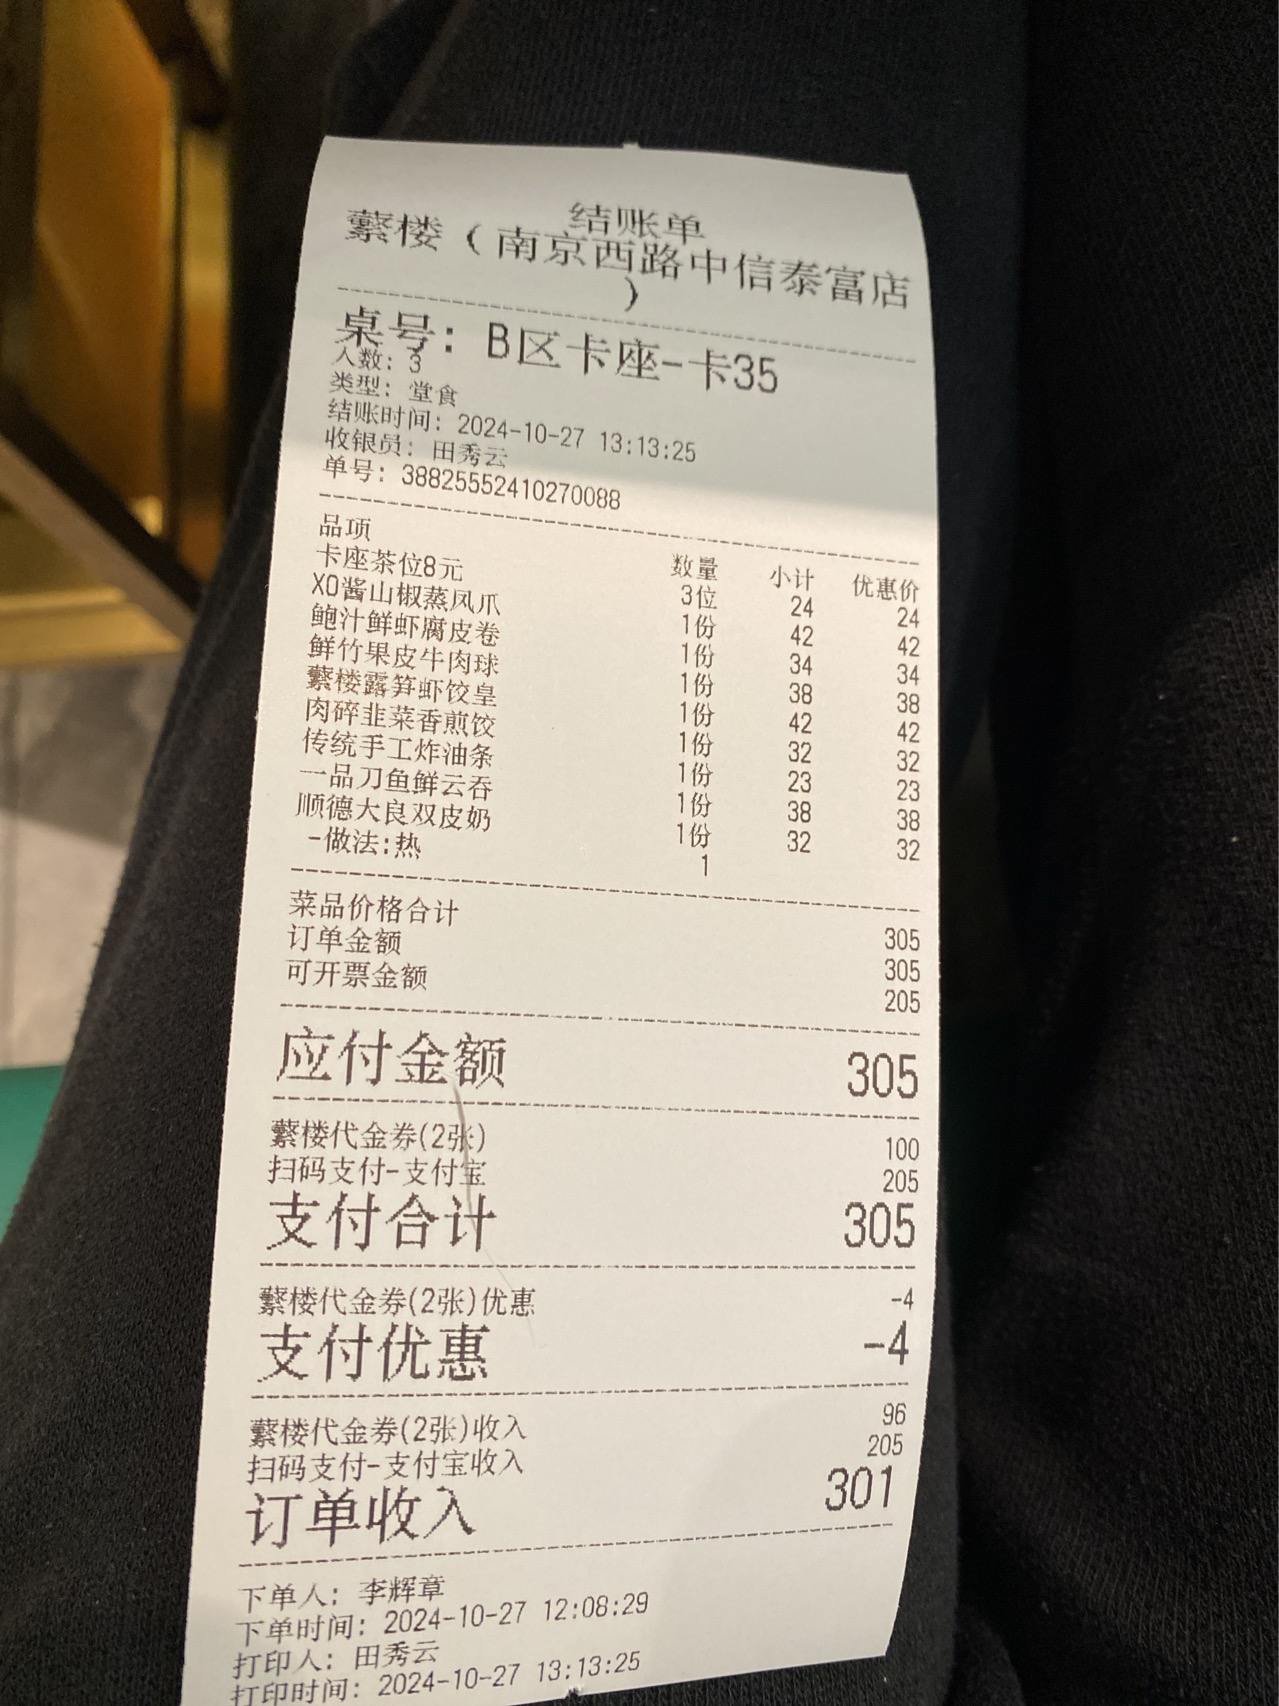 结账单
蘩楼（南京西路中信泰富店
）
桌号：B区卡座-卡35
人数：3
类型：堂食
结账时间：2024-10-27 13:13:25
收银员：田秀云
单号：38825552410270088
品项 数量 小计 优惠价
卡座茶位8元 3位 24 24
XO酱山椒蒸凤爪 1份 42 42
鲍汁鲜虾腐皮卷 1份 34 34
鲜竹果皮牛肉球 1份 38 38
蘩楼露笋虾饺皇 1份 42 42
肉碎韭菜香煎饺 1份 32 32
传统手工炸油条 1份 23 23
一品刀鱼鲜云吞 1份 38 38
顺德大良双皮奶 1份 32 32
-做法:热 1
菜品价格合计 305
订单金额 305
可开票金额 205
应付金额 305
蘩楼代金券(2张) 100
扫码支付-支付宝 205
支付合计 305
蘩楼代金券(2张)优惠 -4
支付优惠 -4
蘩楼代金券(2张)收入 96
扫码支付-支付宝收入 205
订单收入 301
下单人：李辉章
下单时间：2024-10-27 12:08:29
打印人：田秀云
打印时间：2024-10-27 13:13:25